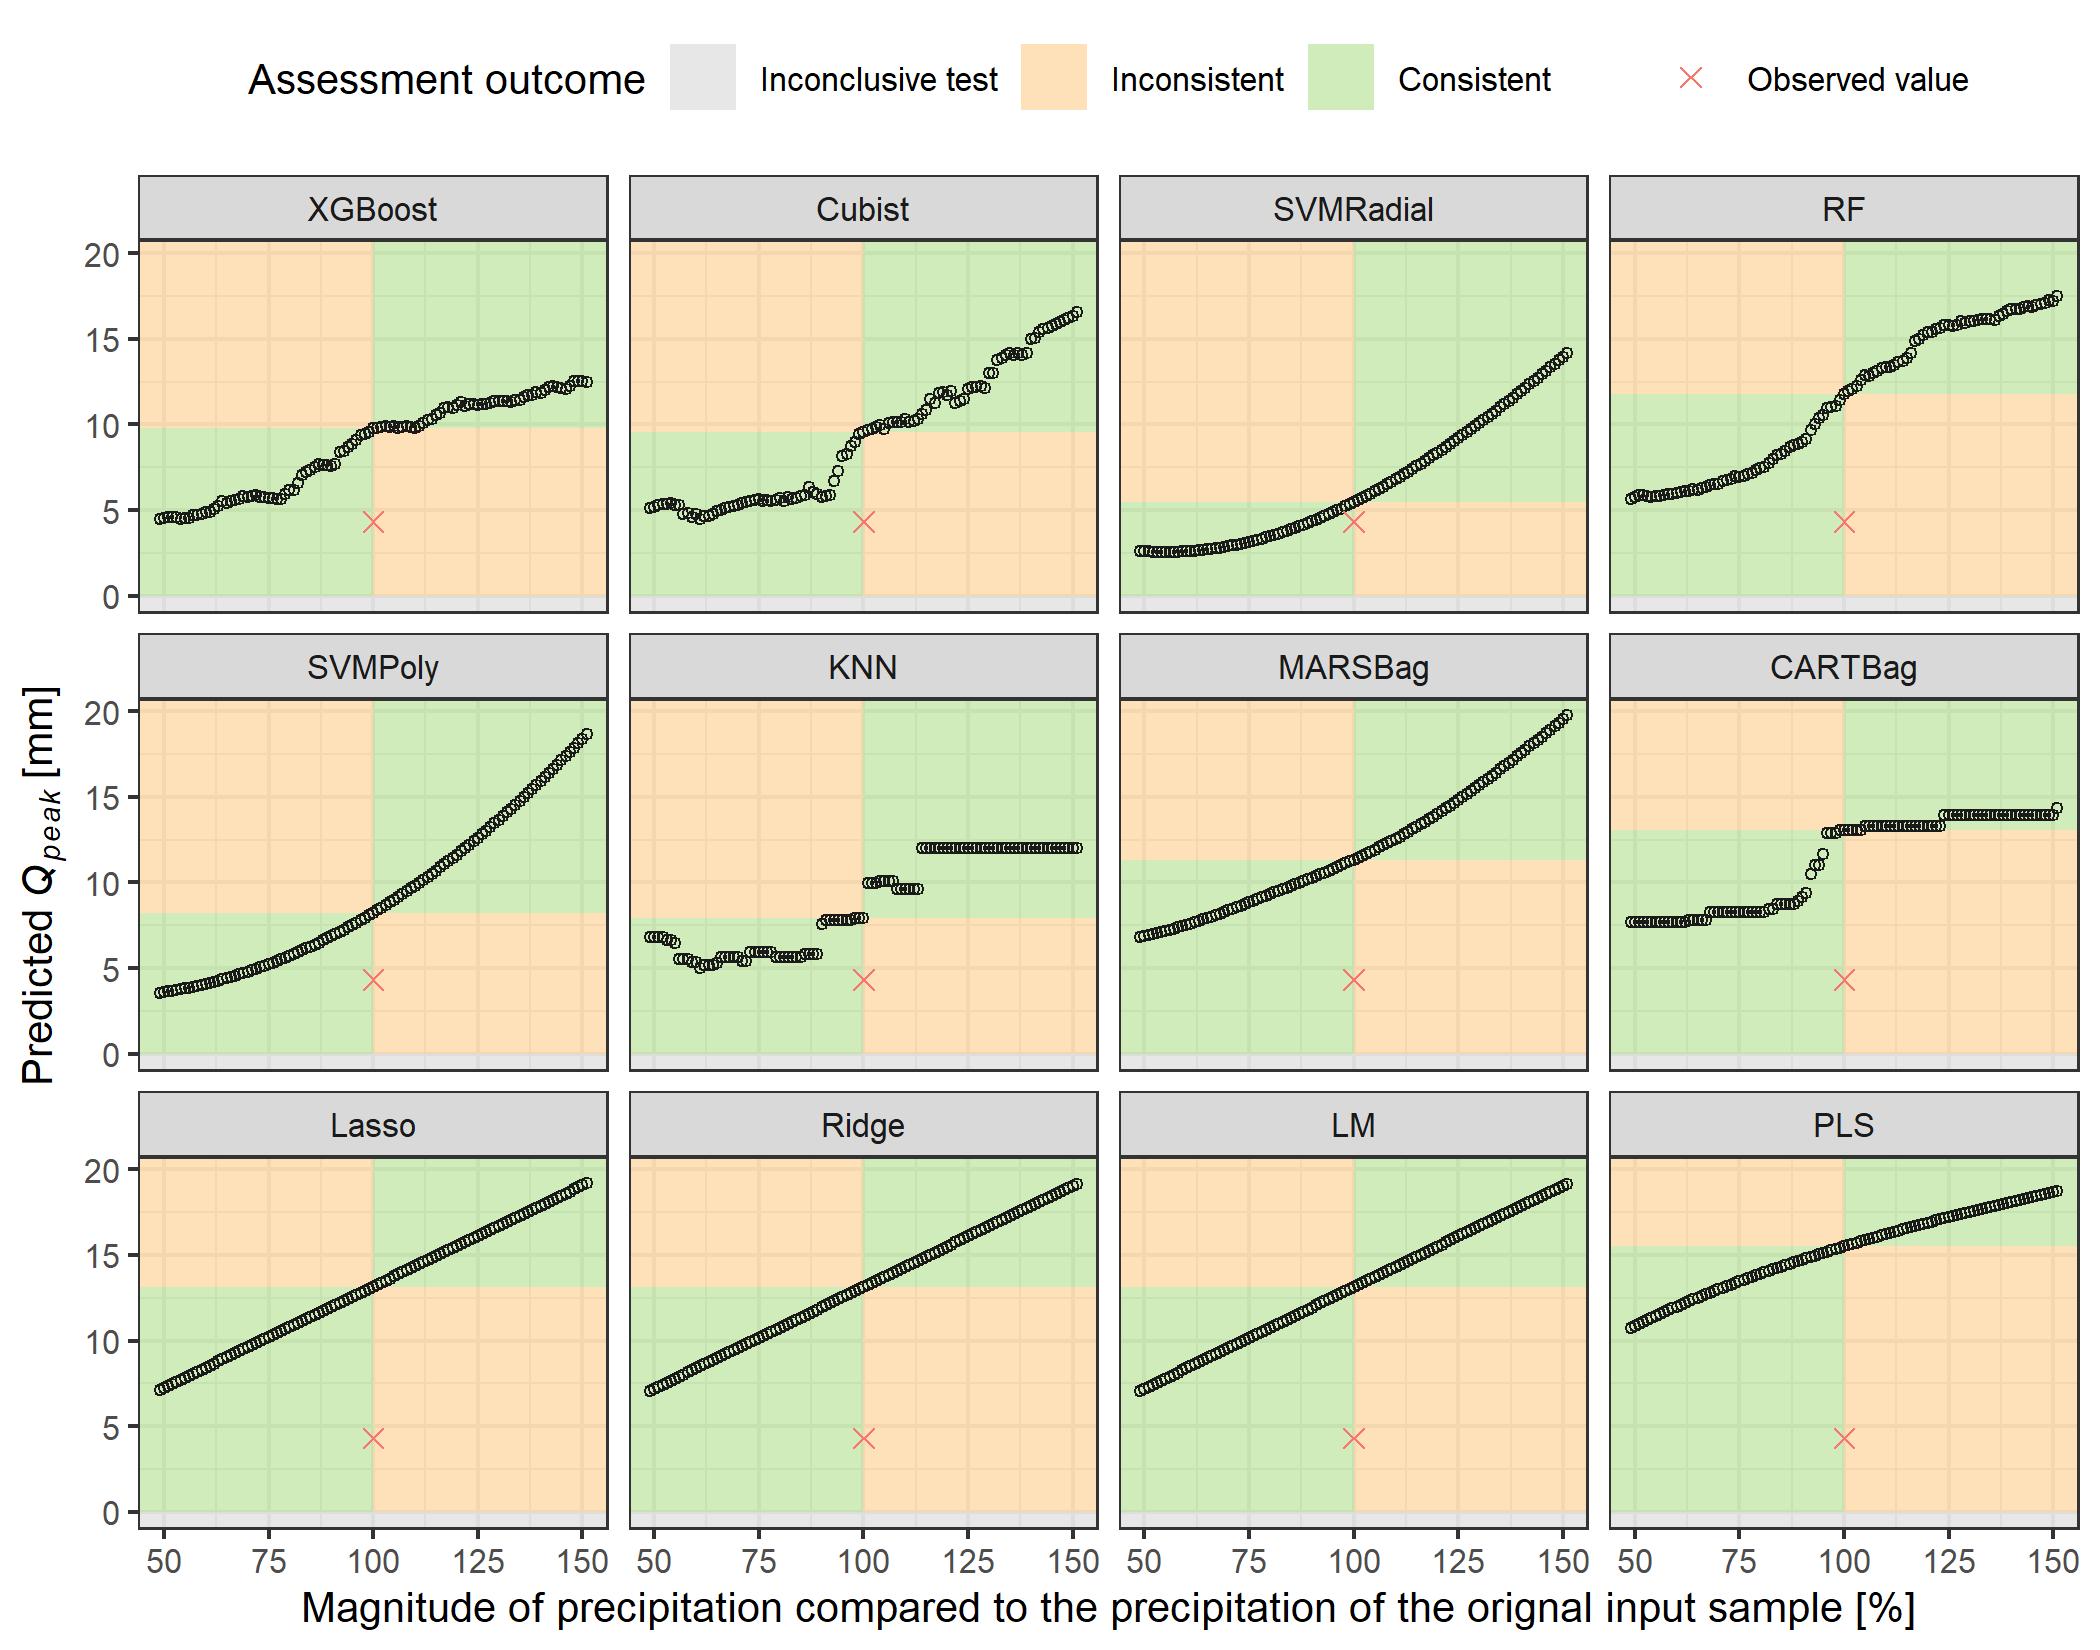 Assessment outcome Inconclusive test Inconsistent Consistent Observed value
XGBoost Cubist SVMRadial RF
20
15
10
5
0
SVMPoly KNN MARSBag CARTBag
20
15
10
5
0
Lasso Ridge LM PLS
20
15
10
5
0
50 75 100 125 150 50 75 100 125 150 50 75 100 125 150 50 75 100 125 150
Predicted Qpeak [mm]
Magnitude of precipitation compared to the precipitation of the orignal input sample [%]